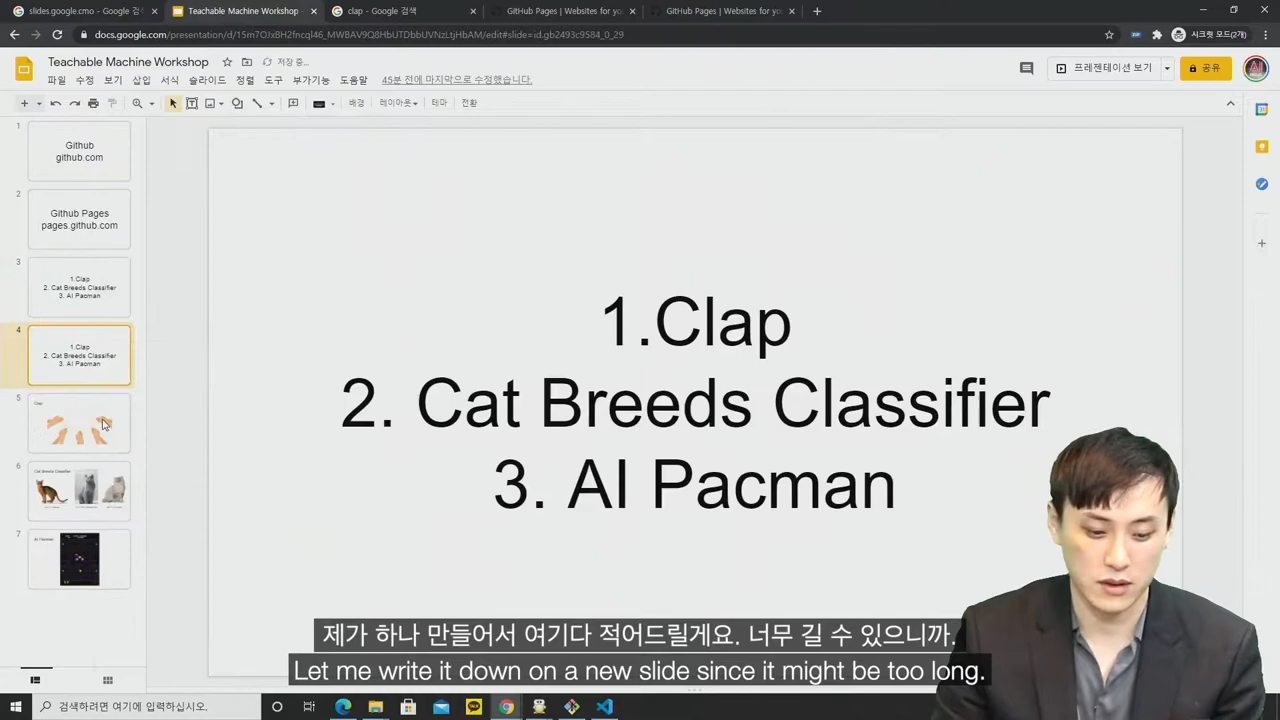 slides.google.cmo - Google 검색
Teachable Machine Workshop -
clap - Google 검색
GitHub Pages | Websites for yo
GitHub Pages | Websites for yo
시크릿 모드(2개)
Teachable Machine Workshop
저장 중...
파일 수정 보기 삽입 서식 슬라이드 정렬 도구 부가기능 도움말 45분 전에 마지막으로 수정했습니다.
프레젠테이션 보기
공유
배경 레이아웃 테마 전환
1
Github
github.com
2
Github Pages
pages.github.com
3
1.Clap
2. Cat Breeds Classifier
3. AI Pacman
4
1.Clap
2. Cat Breeds Classifier
3. AI Pacman
5
Clap
6
Cat Breeds Classifier
7
AI Pacman
1.Clap
2. Cat Breeds Classifier
3. AI Pacman
제가 하나 만들어서 여기다 적어드릴게요. 너무 길 수 있으니까.
Let me write it down on a new slide since it might be too long.
검색하려면 여기에 입력하십시오.